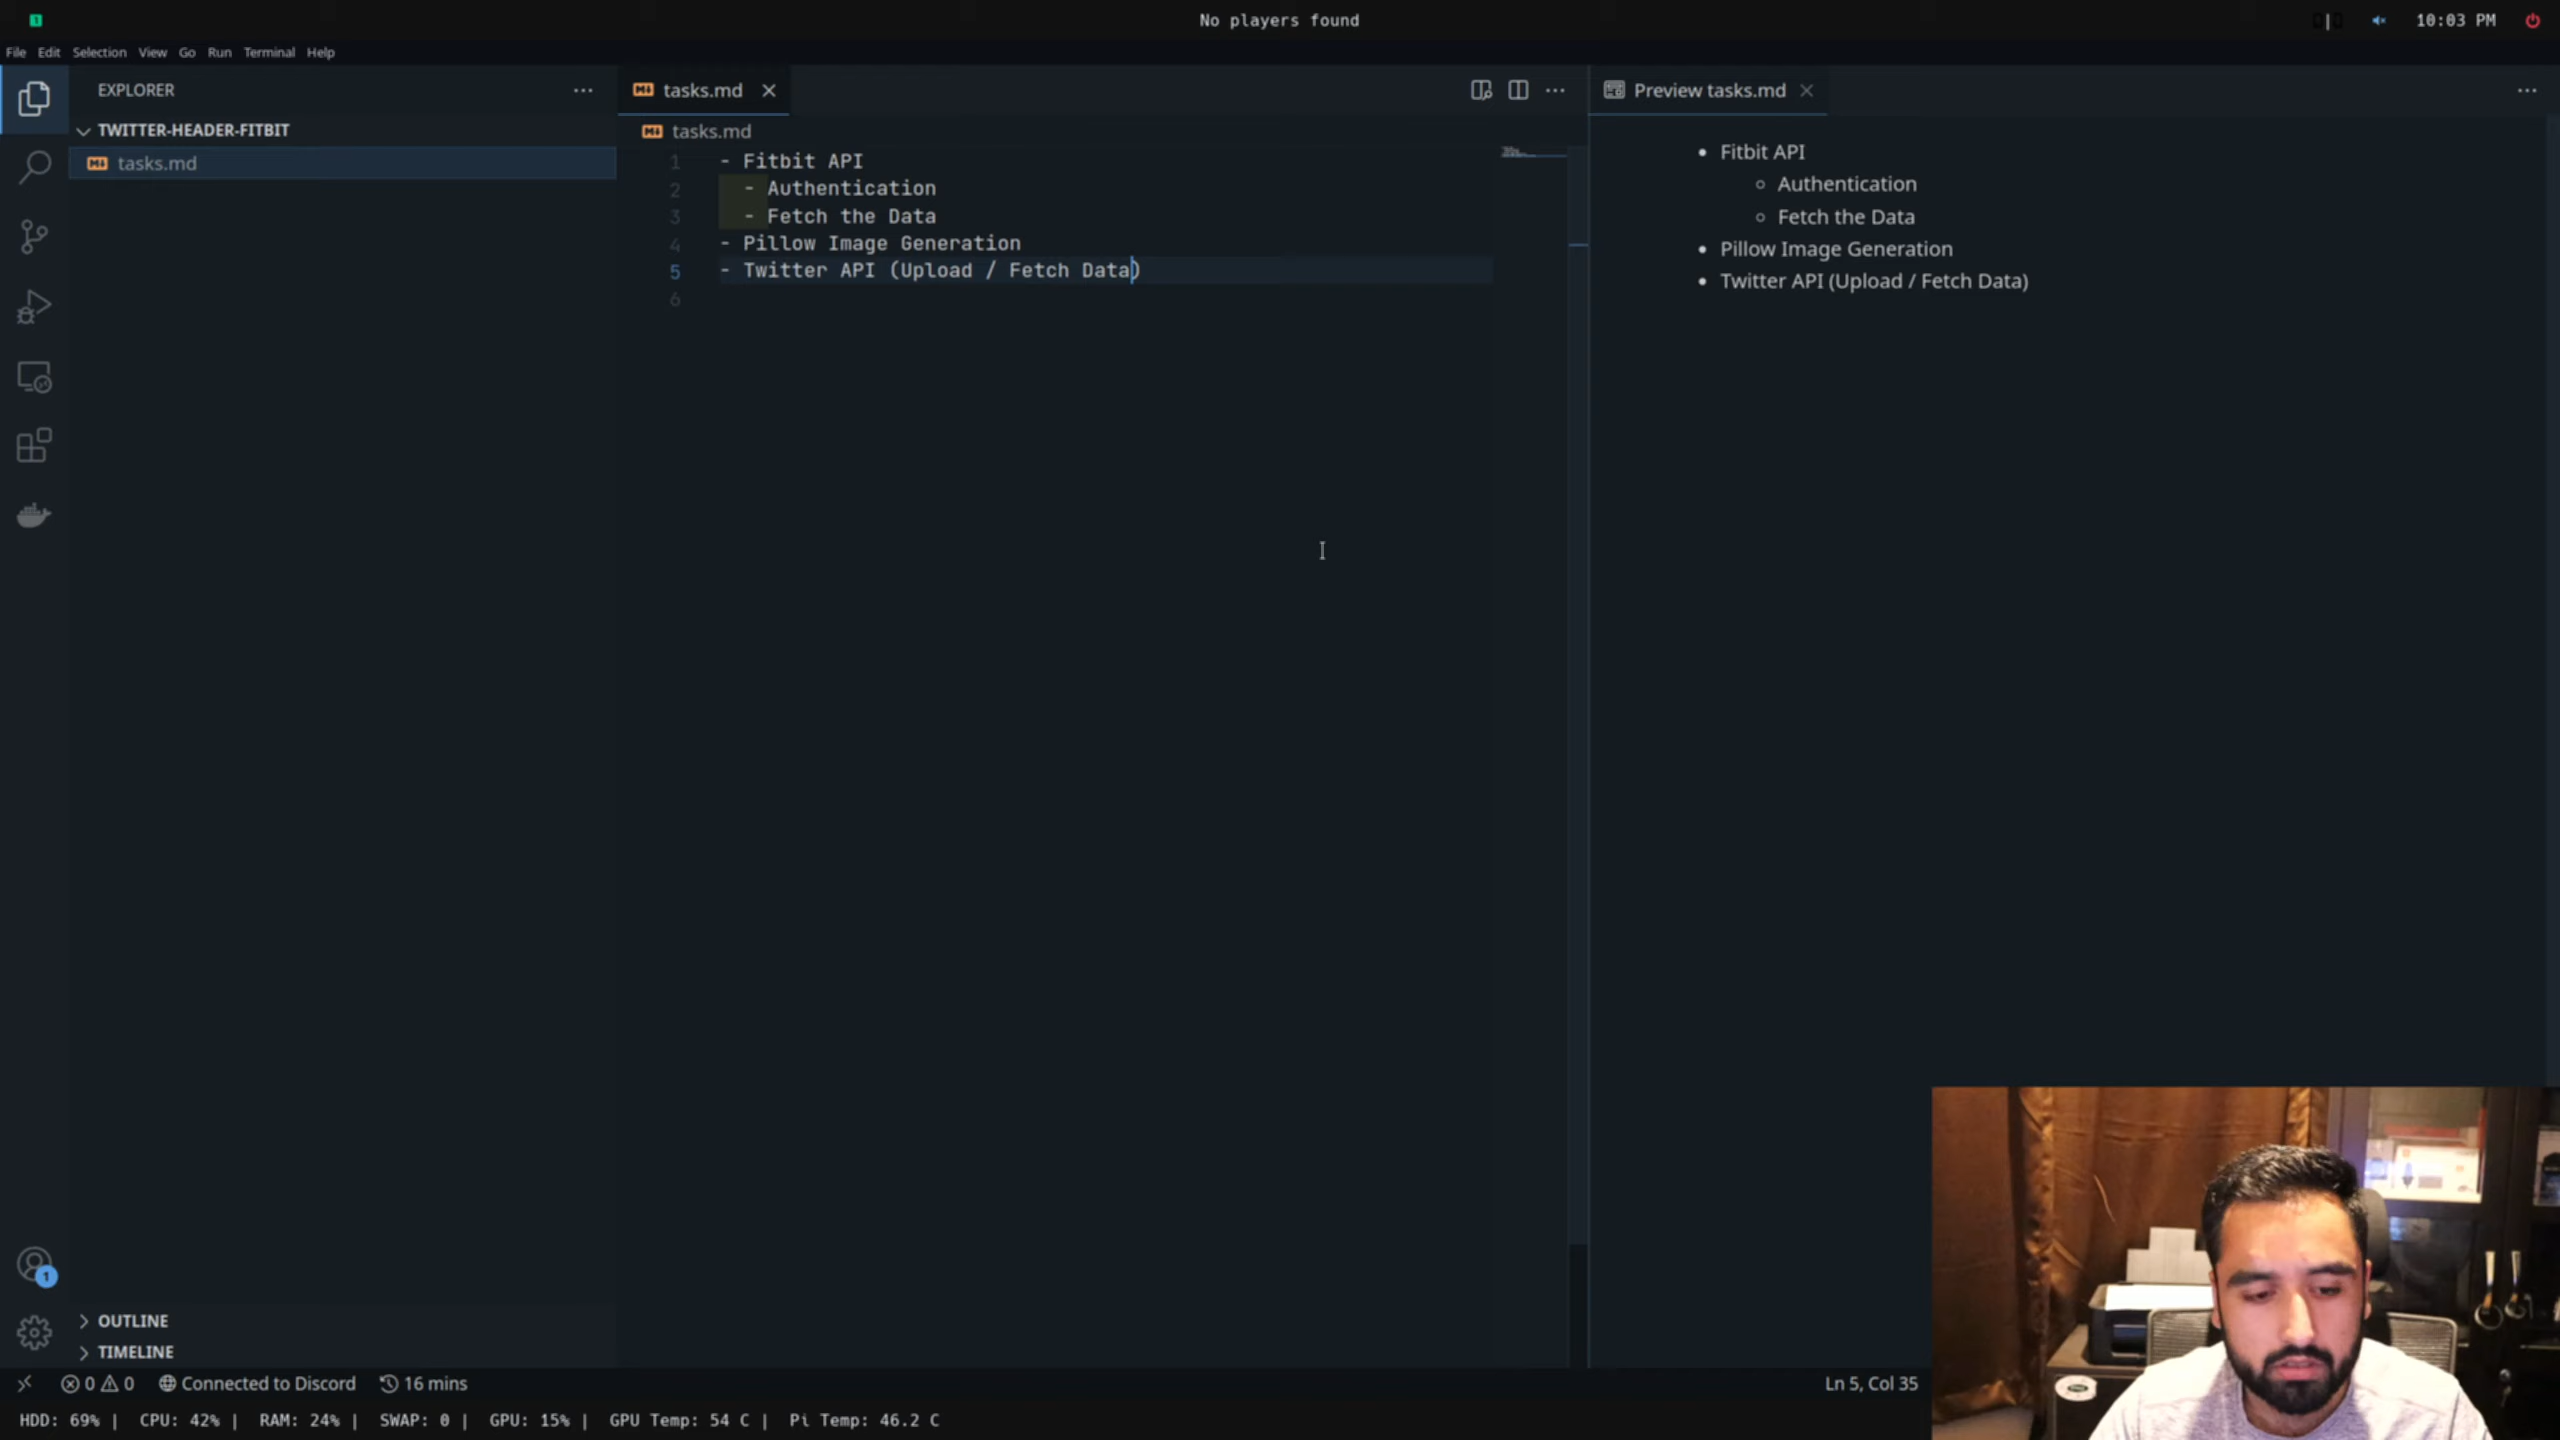 No players found
10:03 PM
File Edit Selection View Go Run Terminal Help
EXPLORER
TWITTER-HEADER-FITBIT
tasks.md
tasks.md
tasks.md
1 - Fitbit API
2 - Authentication
3 - Fetch the Data
4 - Pillow Image Generation
5 - Twitter API (Upload / Fetch Data)
6
Preview tasks.md
• Fitbit API
○ Authentication
○ Fetch the Data
• Pillow Image Generation
• Twitter API (Upload / Fetch Data)
1
OUTLINE
TIMELINE
0 0 Connected to Discord 16 mins
Ln 5, Col 35
HDD: 69% | CPU: 42% | RAM: 24% | SWAP: 0 | GPU: 15% | GPU Temp: 54 C | Pi Temp: 46.2 C